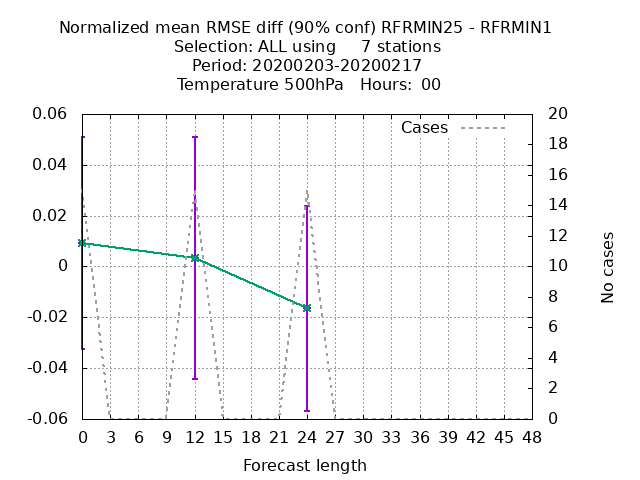 Normalized mean RMSE diff (90% conf) RFRMIN25 - RFRMIN1
Selection: ALL using 7 stations
Period: 20200203-20200217
Temperature 500hPa Hours: 00
Cases
0.06
0.04
0.02
0
-0.02
-0.04
-0.06
20
18
16
14
12
10
8
6
4
2
0
No cases
0 3 6 9 12 15 18 21 24 27 30 33 36 39 42 45 48
Forecast length